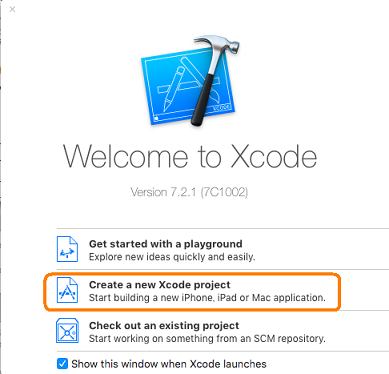 Welcome to Xcode
Version 7.2.1 (7C1002)
Get started with a playground
Explore new ideas quickly and easily.
Create a new Xcode project
Start building a new iPhone, iPad or Mac application.
Check out an existing project
Start working on something from an SCM repository.
Show this window when Xcode launches